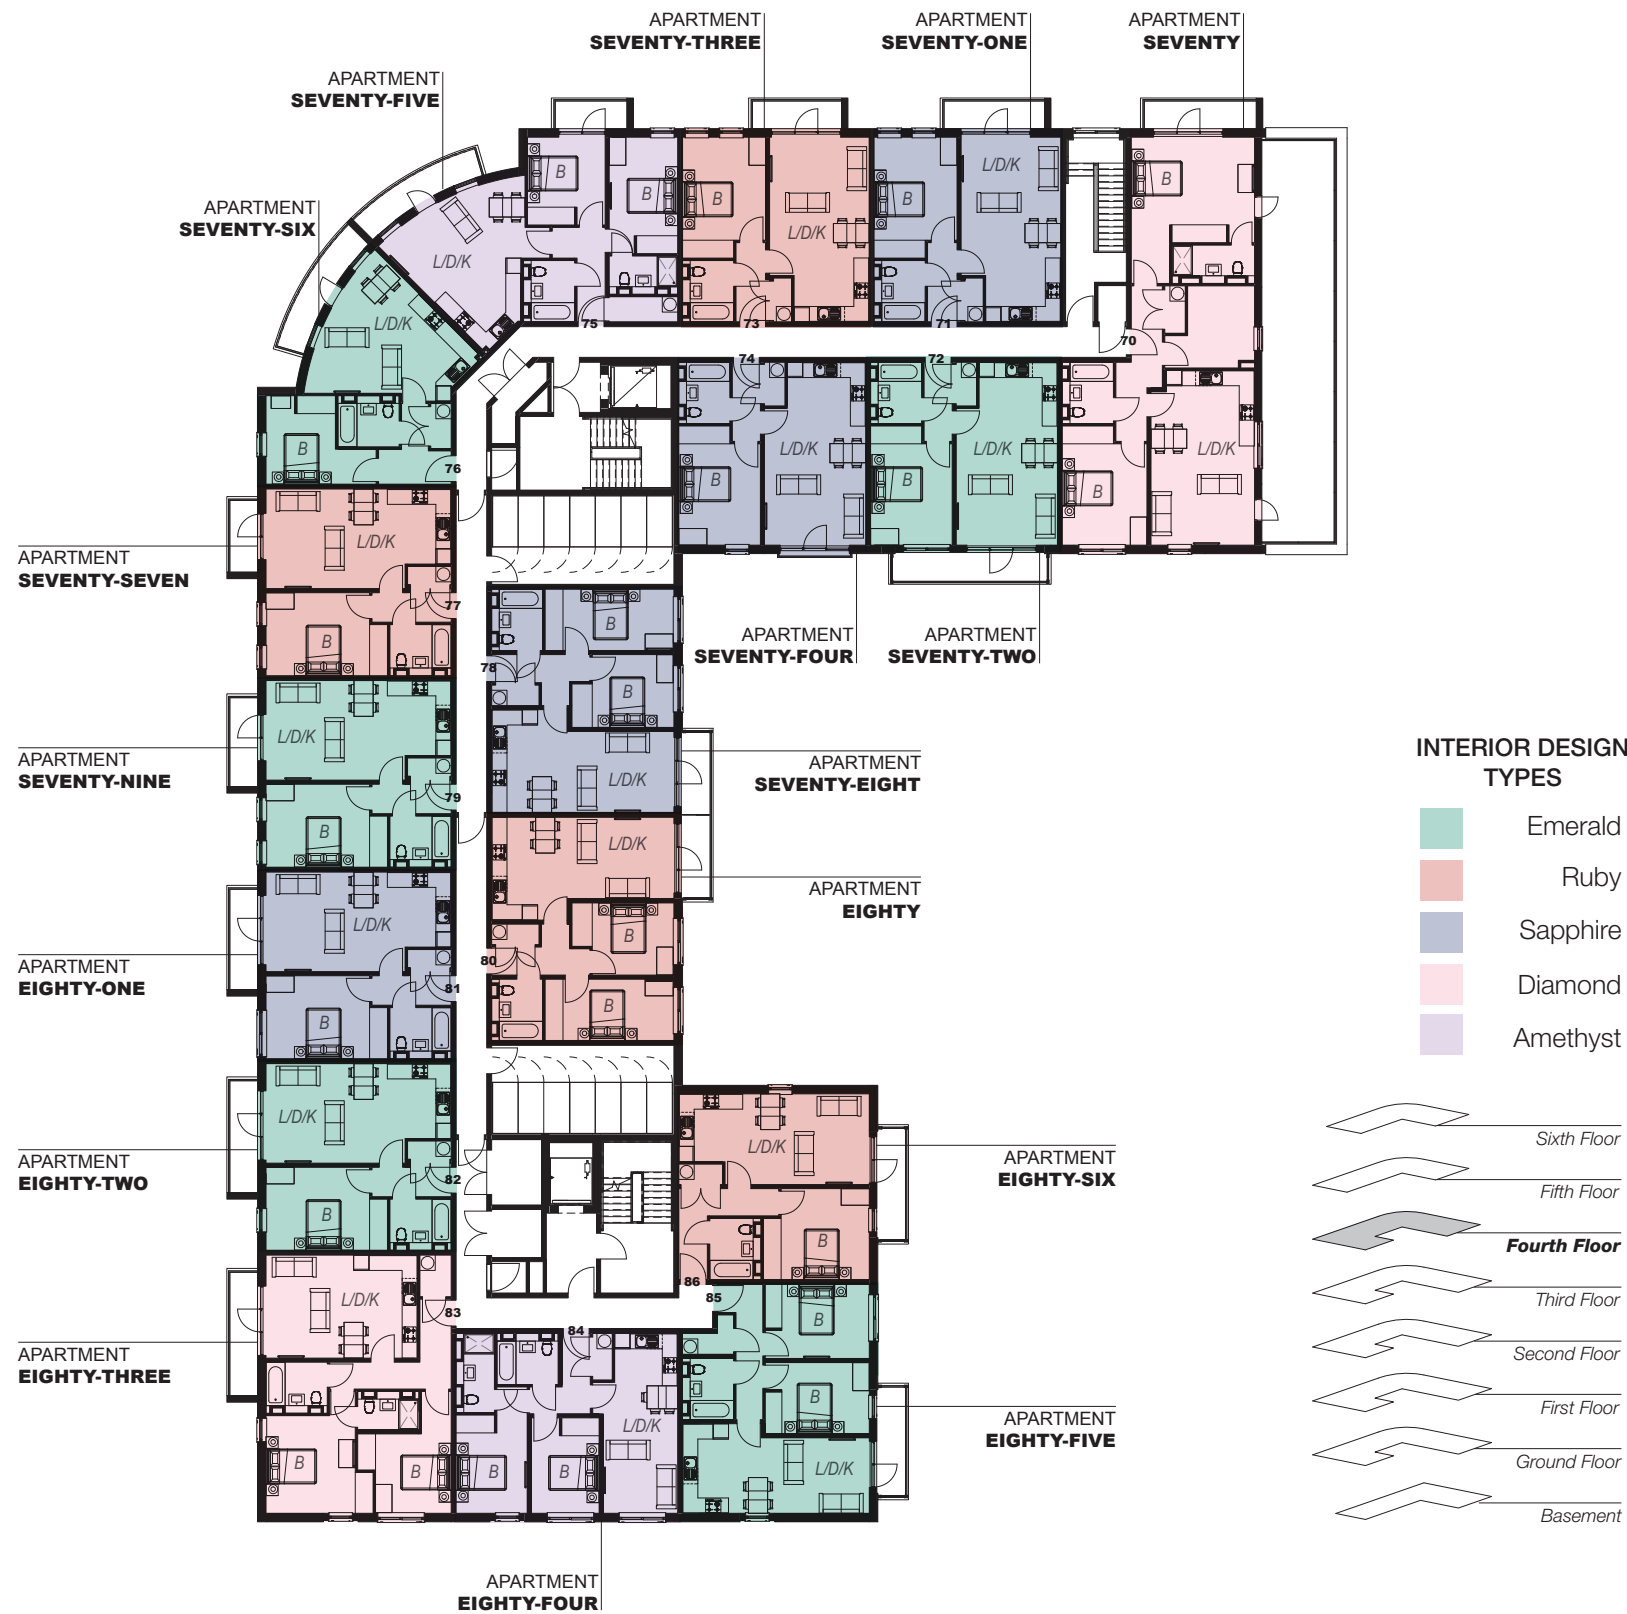 APARTMENT
SEVENTY-THREE
APARTMENT
SEVENTY-ONE
APARTMENT
SEVENTY
APARTMENT
SEVENTY-FIVE
APARTMENT
SEVENTY-SIX
B
B
B
L/D/K
B
L/D/K
B
L/D/K
L/D/K
75
73
71
70
74
72
B
76
B
L/D/K
B
L/D/K
B
L/D/K
L/D/K
APARTMENT
SEVENTY-SEVEN
77
B
B
78
B
APARTMENT
SEVENTY-FOUR
APARTMENT
SEVENTY-TWO
L/D/K
APARTMENT
SEVENTY-NINE
79
B
L/D/K
APARTMENT
SEVENTY-EIGHT
L/D/K
APARTMENT
EIGHTY
L/D/K
APARTMENT
EIGHTY-ONE
81
B
80
B
B
L/D/K
APARTMENT
EIGHTY-TWO
82
B
L/D/K
APARTMENT
EIGHTY-SIX
B
86
85
L/D/K
83
84
B
APARTMENT
EIGHTY-THREE
B
B
B
B
L/D/K
B
L/D/K
APARTMENT
EIGHTY-FIVE
APARTMENT
EIGHTY-FOUR
INTERIOR DESIGN
TYPES
Emerald
Ruby
Sapphire
Diamond
Amethyst
Sixth Floor
Fifth Floor
Fourth Floor
Third Floor
Second Floor
First Floor
Ground Floor
Basement